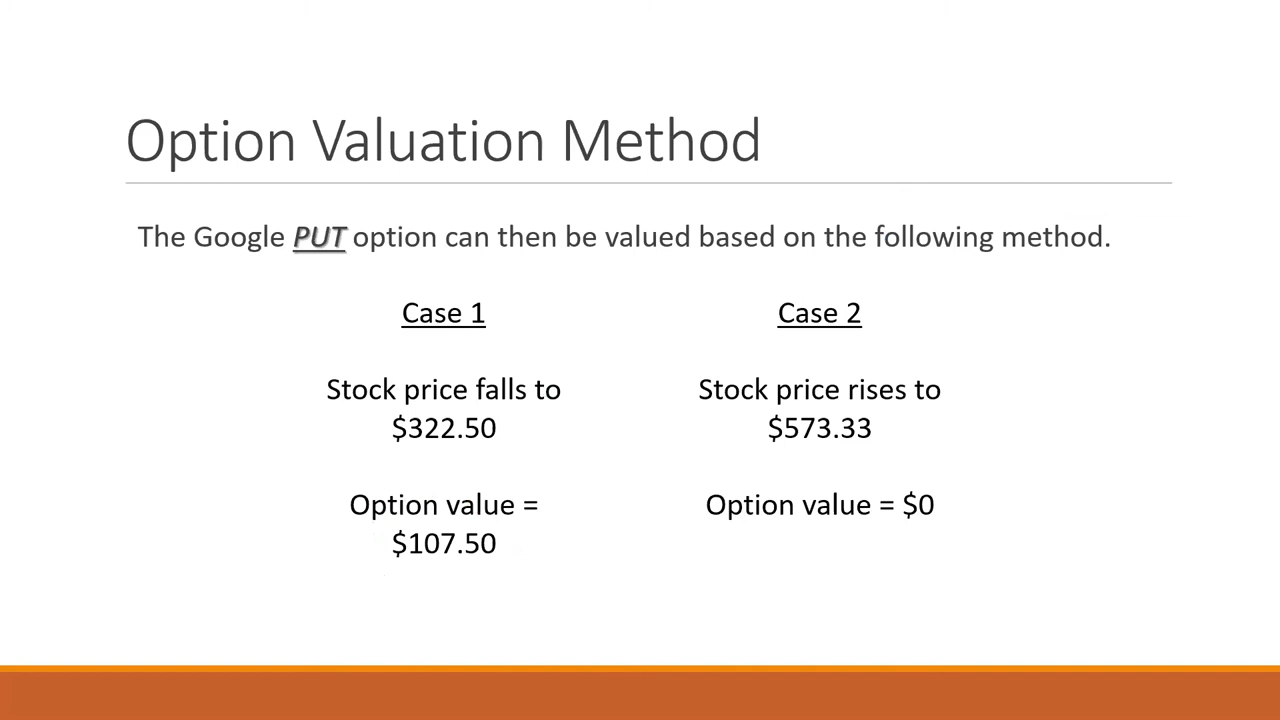 Option Valuation Method
The Google PUT option can then be valued based on the following method.
Case 1
Stock price falls to
$322.50
Option value =
$107.50
Case 2
Stock price rises to
$573.33
Option value = $0